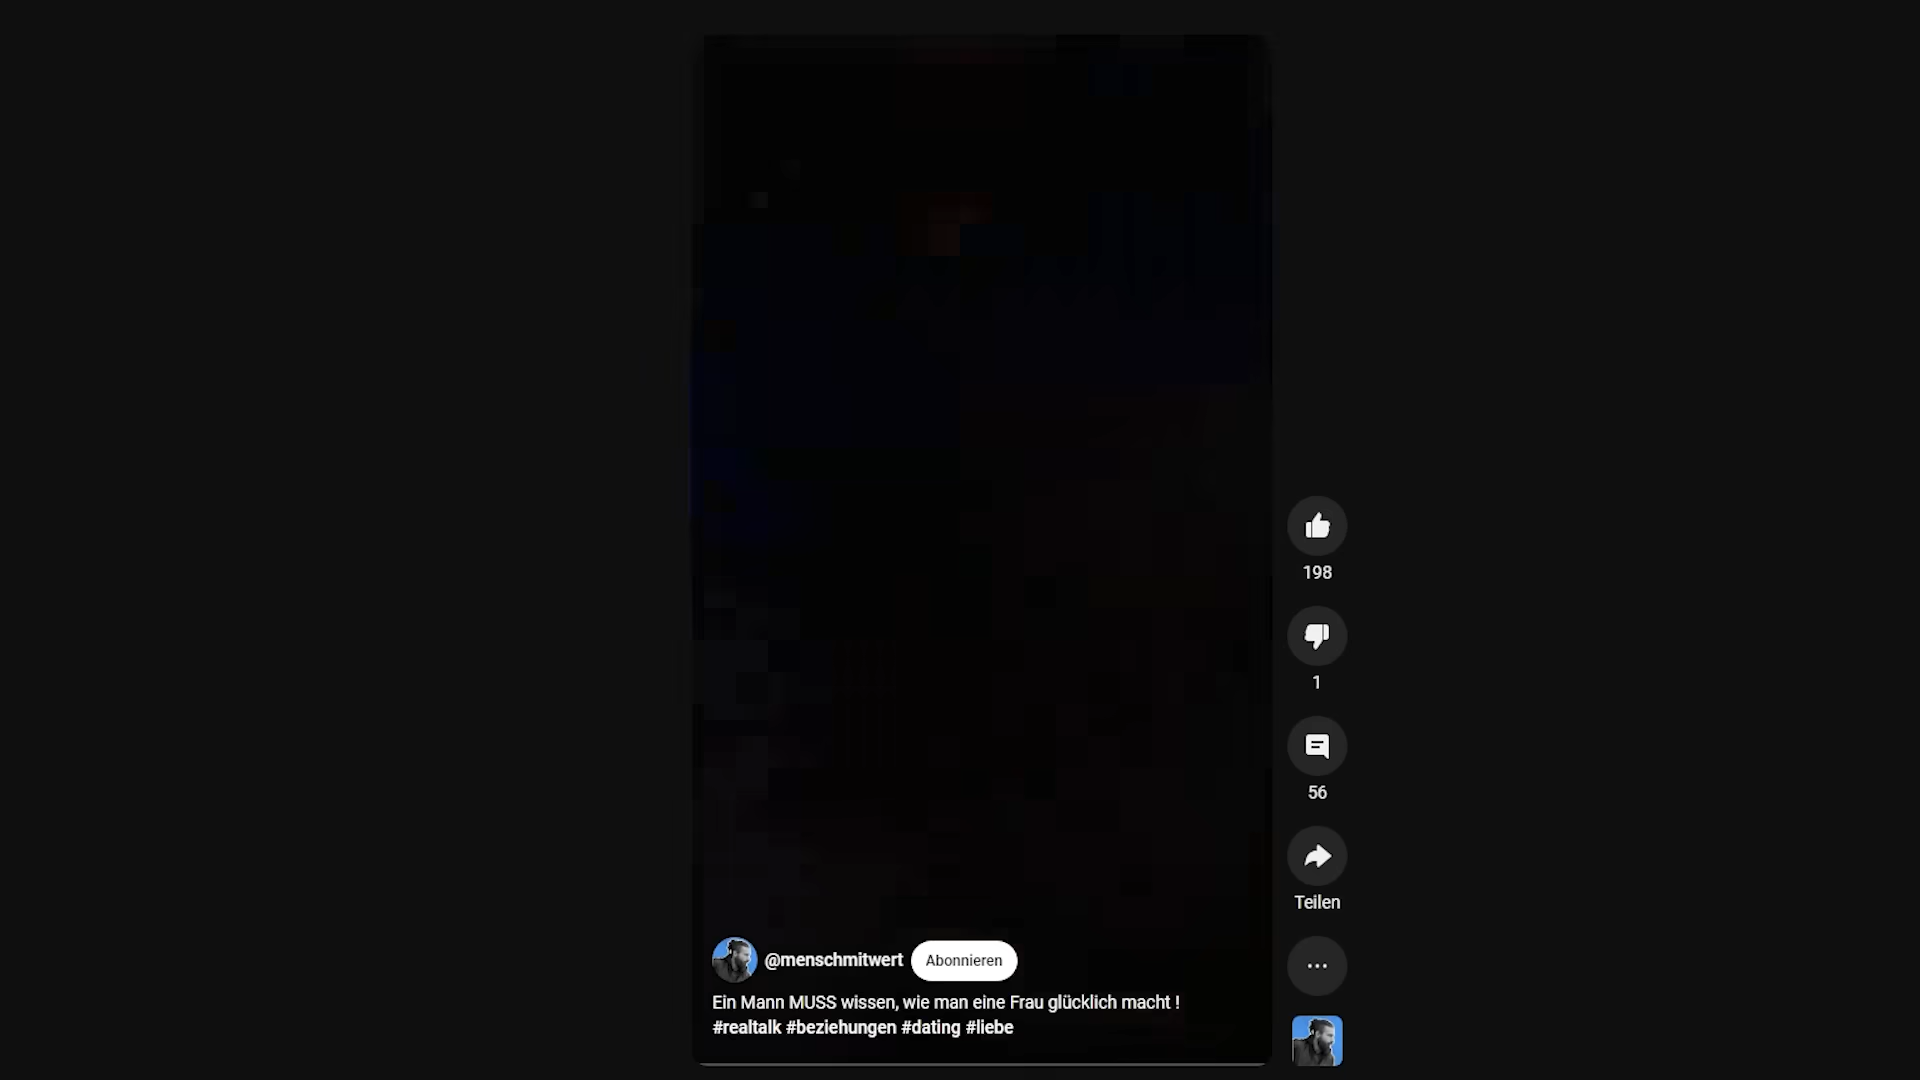 198
1
56
Teilen
@menschmitwert Abonnieren
Ein Mann MUSS wissen, wie man eine Frau glücklich macht !
#realtalk #beziehungen #dating #liebe